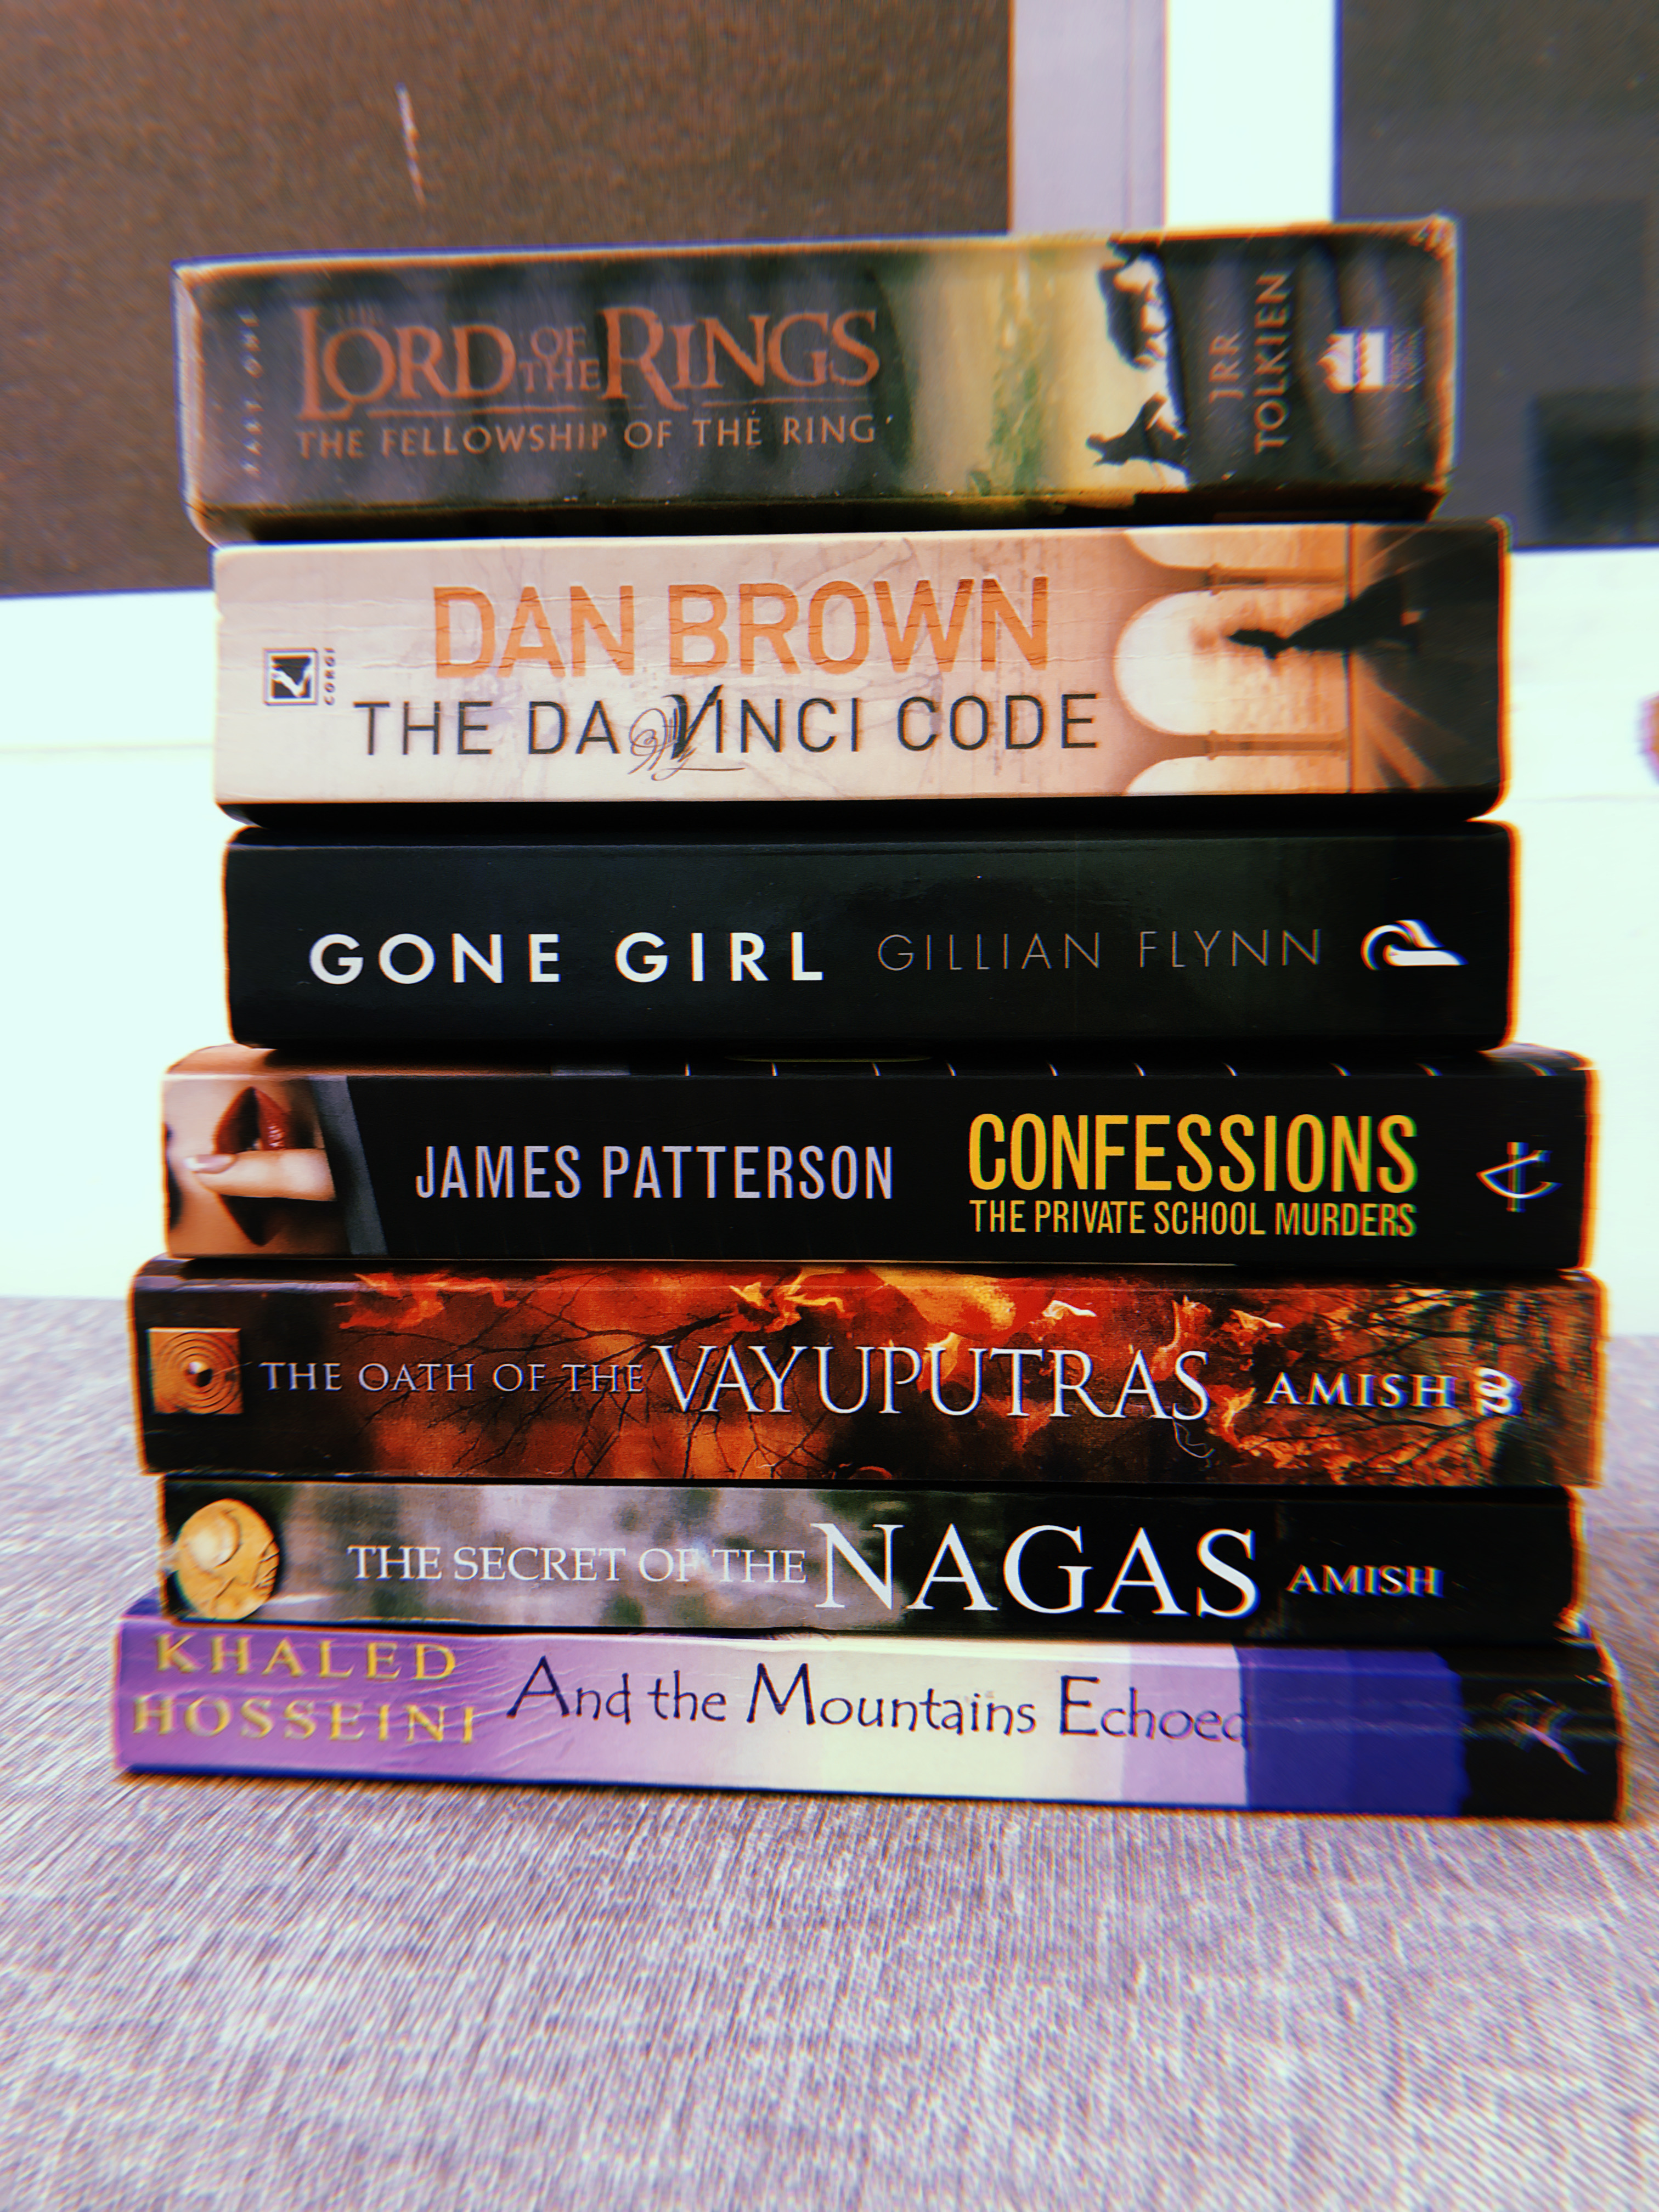 PART ONE
THE
LORD OF THE RINGS
THE FELLOWSHIP OF THE RING
JRR
TOLKIEN
CORGI
DAN BROWN
THE DA VINCI CODE
GONE GIRL GILLIAN FLYNN
JAMES PATTERSON
CONFESSIONS
THE PRIVATE SCHOOL MURDERS
THE OATH OF THE VAYUPUTRAS AMISH
THE SECRET OF THE NAGAS AMISH
KHALED
HOSSEINI
And the Mountains Echoed